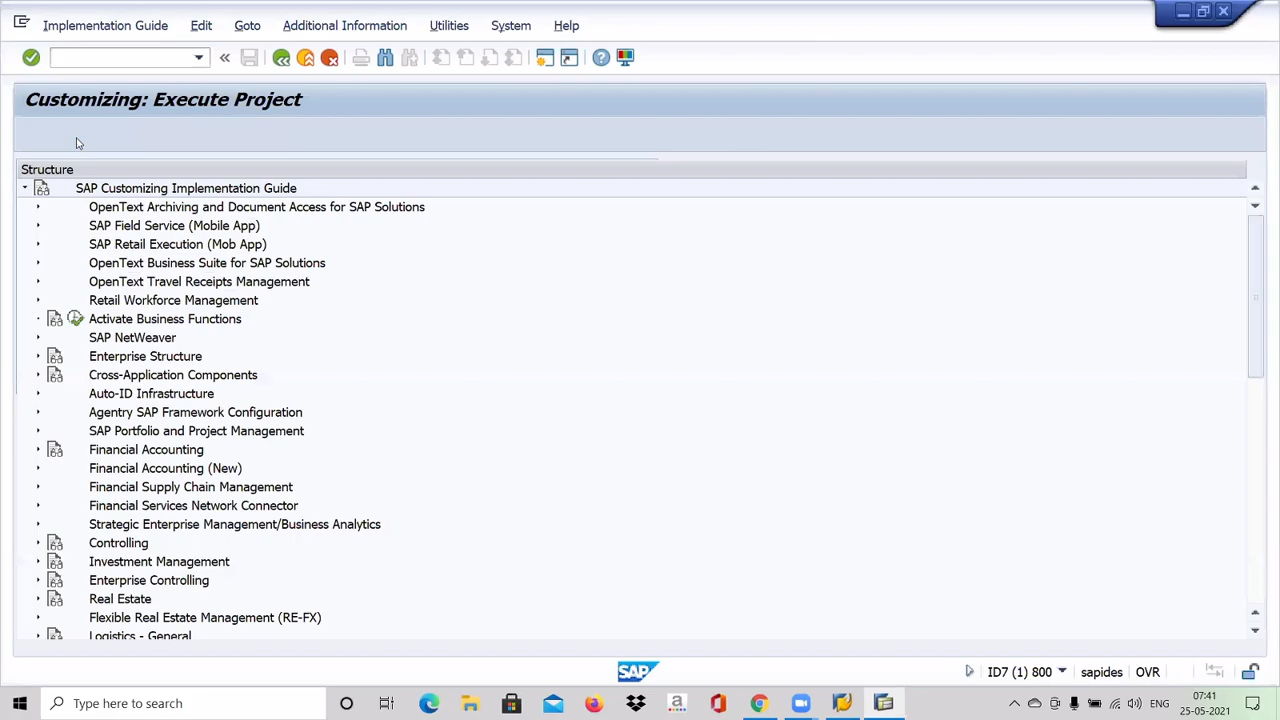 Implementation Guide Edit Goto Additional Information Utilities System Help
Customizing: Execute Project
Structure
SAP Customizing Implementation Guide
OpenText Archiving and Document Access for SAP Solutions
SAP Field Service (Mobile App)
SAP Retail Execution (Mob App)
OpenText Business Suite for SAP Solutions
OpenText Travel Receipts Management
Retail Workforce Management
Activate Business Functions
SAP NetWeaver
Enterprise Structure
Cross-Application Components
Auto-ID Infrastructure
Agentry SAP Framework Configuration
SAP Portfolio and Project Management
Financial Accounting
Financial Accounting (New)
Financial Supply Chain Management
Financial Services Network Connector
Strategic Enterprise Management/Business Analytics
Controlling
Investment Management
Enterprise Controlling
Real Estate
Flexible Real Estate Management (RE-FX)
Logistics - General
SAP
ID7 (1) 800 sapides OVR
Type here to search
ENG
07:41
25-05-2021